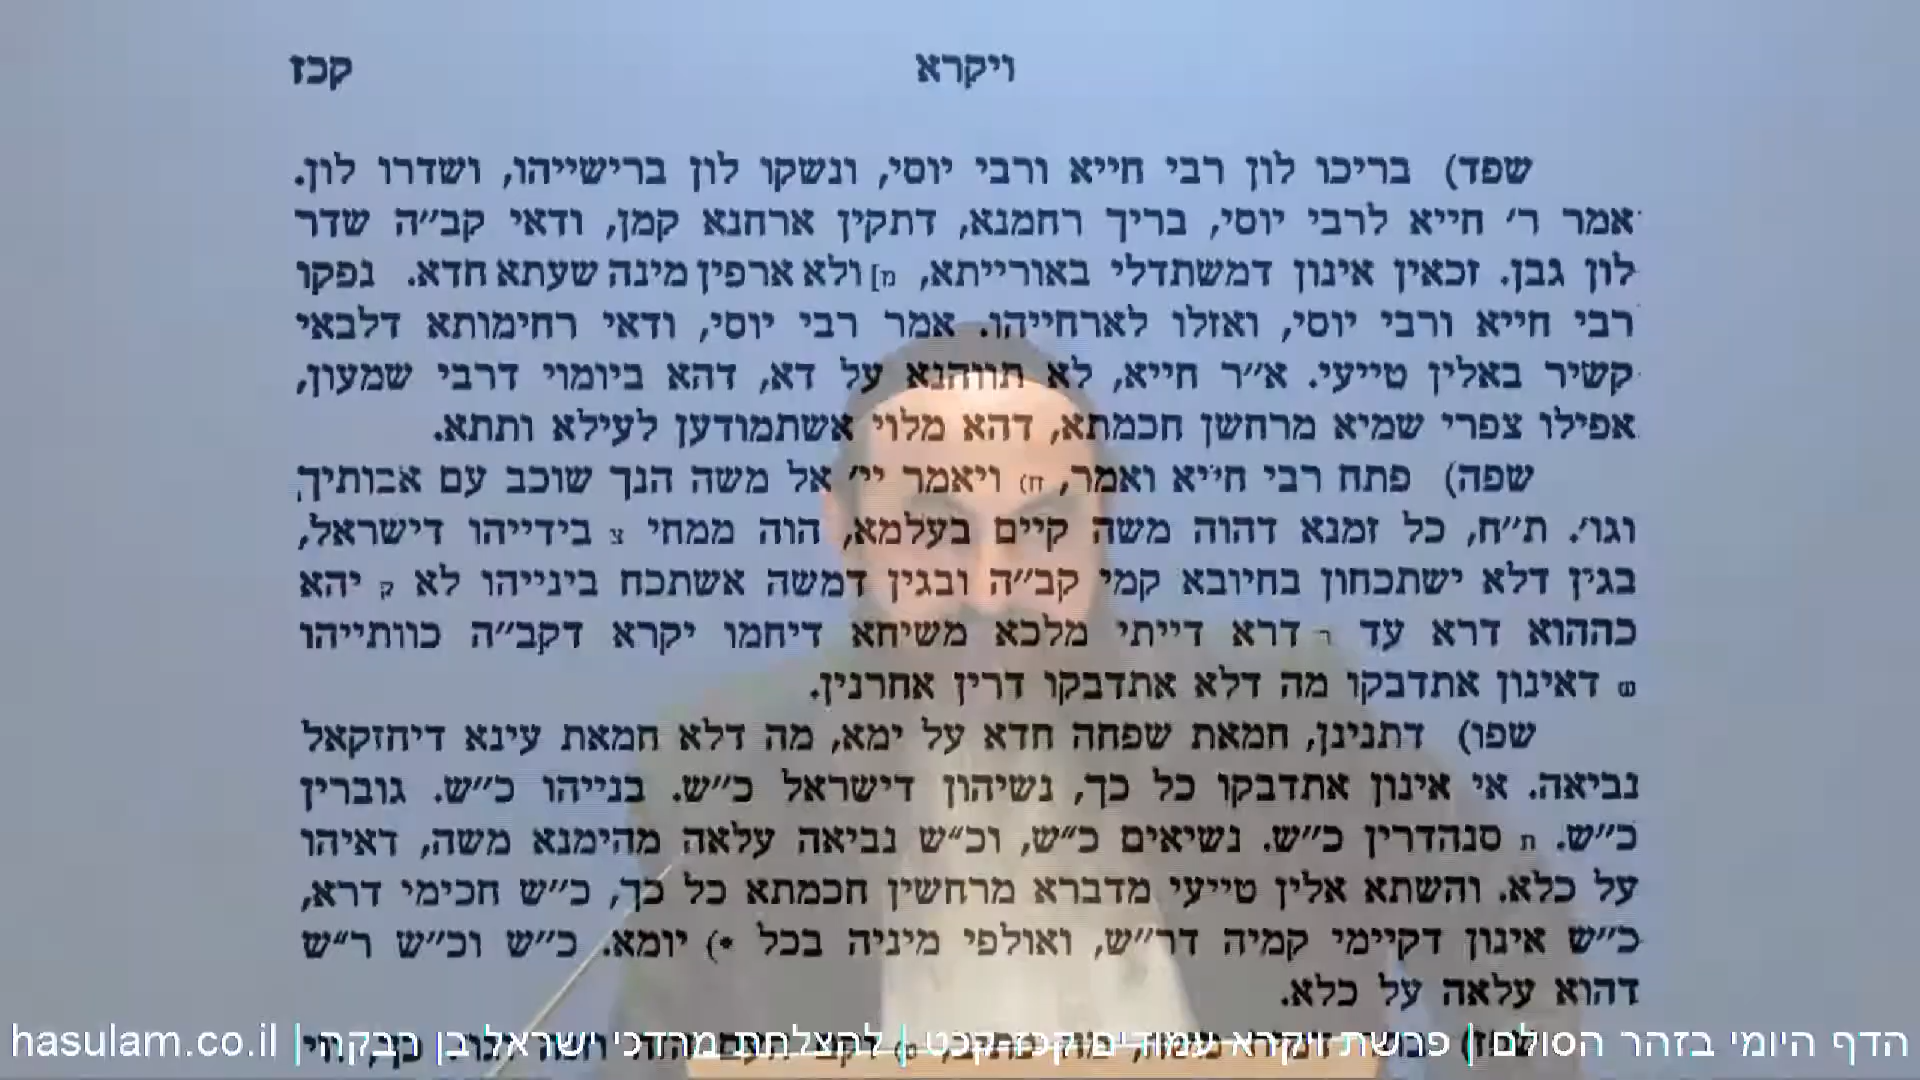 ויקרא
קכז
שפד) בריכו לון רבי חייא ורבי יוסי, ונשקו לון ברישייהו, ושדרו לון.
אמר ר׳ חייא לרבי יוסי, בריך רחמנא, דתקין ארחנא קמן, ודאי קב״ה שדר
לון גבן. זכאין אינון דמשתדלי באורייתא, מ] ולא ארפין מינה שעתא חדא. נפקו
רבי חייא ורבי יוסי, ואזלו לארחייהו. אמר רבי יוסי, ודאי רחימותא דלבאי
קשיר באלין טייעי. א״ר חייא, לא תווהנא על דא, דהא ביומוי דרבי שמעון,
אפילו צפרי שמיא מרחשן חכמתא, דהא מלוי אשתמודען לעילא ותתא.
שפה) פתח רבי חייא ואמר, ח) ויאמר יי׳ אל משה הנך שוכב עם אבותיך,
וגו׳. ת״ח, כל זמנא דהוה משה קיים בעלמא, הוה ממחי צ בידייהו דישראל,
בגין דלא ישתכחון בחיובא קמי קב״ה ובגין דמשה אשתכח בינייהו לא ק יהא
כההוא דרא עד ר דרא דייתי מלכא משיחא דיחמו יקרא דקב״ה כוותייהו
ש דאינון אתדבקו מה דלא אתדבקו דרין אחרנין.
שפו) דתנינן, חמאת שפחה חדא על ימא, מה דלא חמאת עינא דיחזקאל
נביאה. אי אינון אתדבקו כל כך, נשיהון דישראל כ״ש. בנייהו כ״ש. גוברין
כ״ש. ת סנהדרין כ״ש. נשיאים כ״ש, וכ״ש נביאה עלאה מהימנא משה, דאיהו
על כלא. והשתא אלין טייעי מדברא מרחשין חכמתא כל כך, כ״ש חכימי דרא,
כ״ש אינון דקיימי קמיה דר״ש, ואולפי מיניה בכל *) יומא. כ״ש וכ״ש ר״ש
דהוא עלאה על כלא.
הדף היומי בזהר הסולם | פרשת ויקרא עמודים קכז-קכט | להצלחת מרדכי ישראל בן רבקה | hasulam.co.il